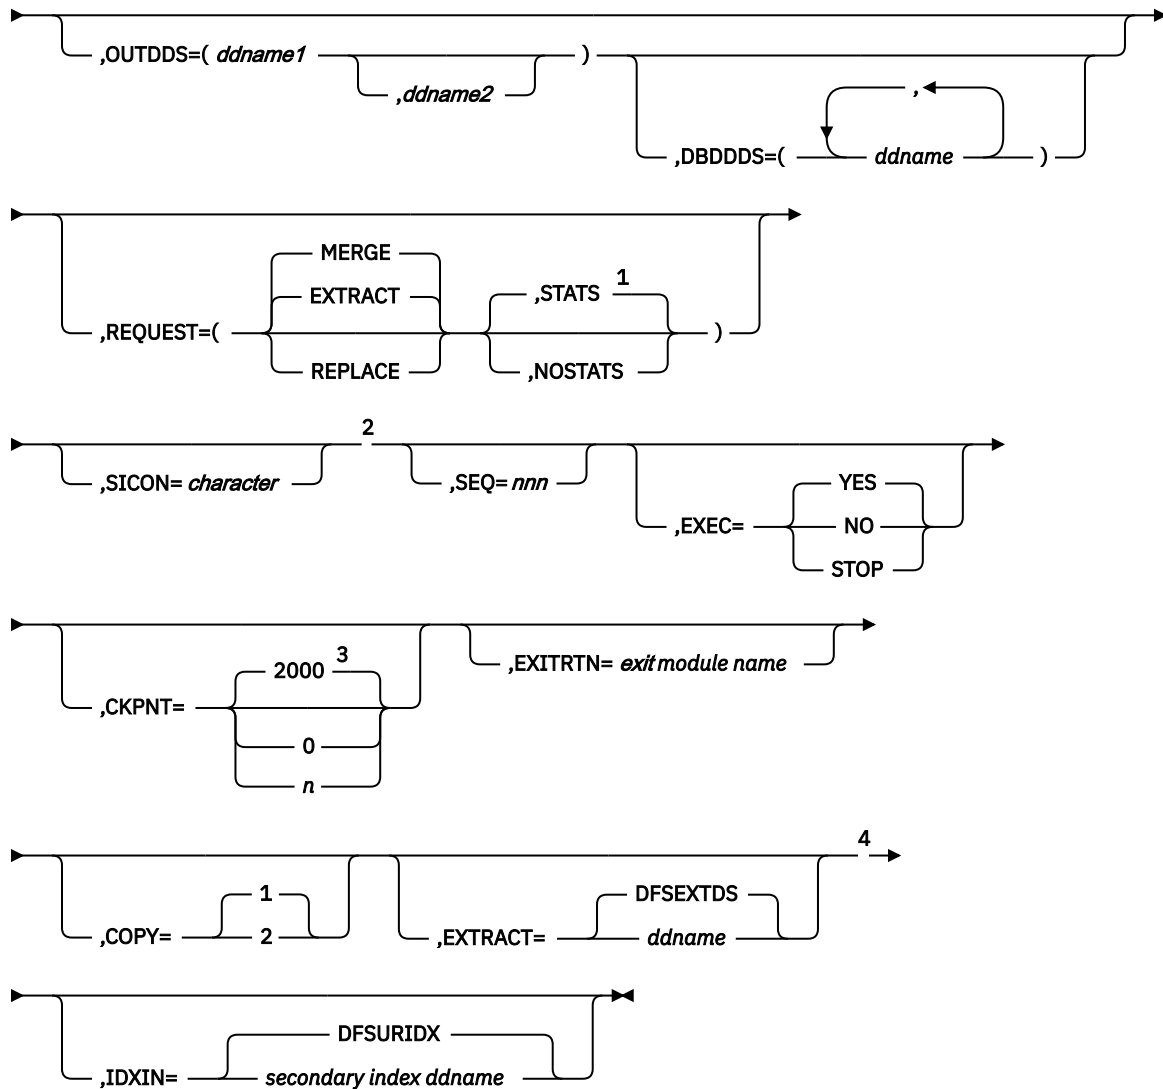 ,OUTDDS=( ddname1 )
,ddname2
,
,DBDDDS=( ddname )
MERGE
EXTRACT
,STATS 1
,REQUEST=( )
REPLACE
,NOSTATS
2
,SICON= character
,SEQ= nnn
YES
,EXEC= NO
STOP
2000 3
,EXITRTN= exit module name
,CKPNT=
0
n
4
1
DFSEXTDS
,COPY= 2
,EXTRACT= ddname
DFSURIDX
,IDXIN= secondary index ddname